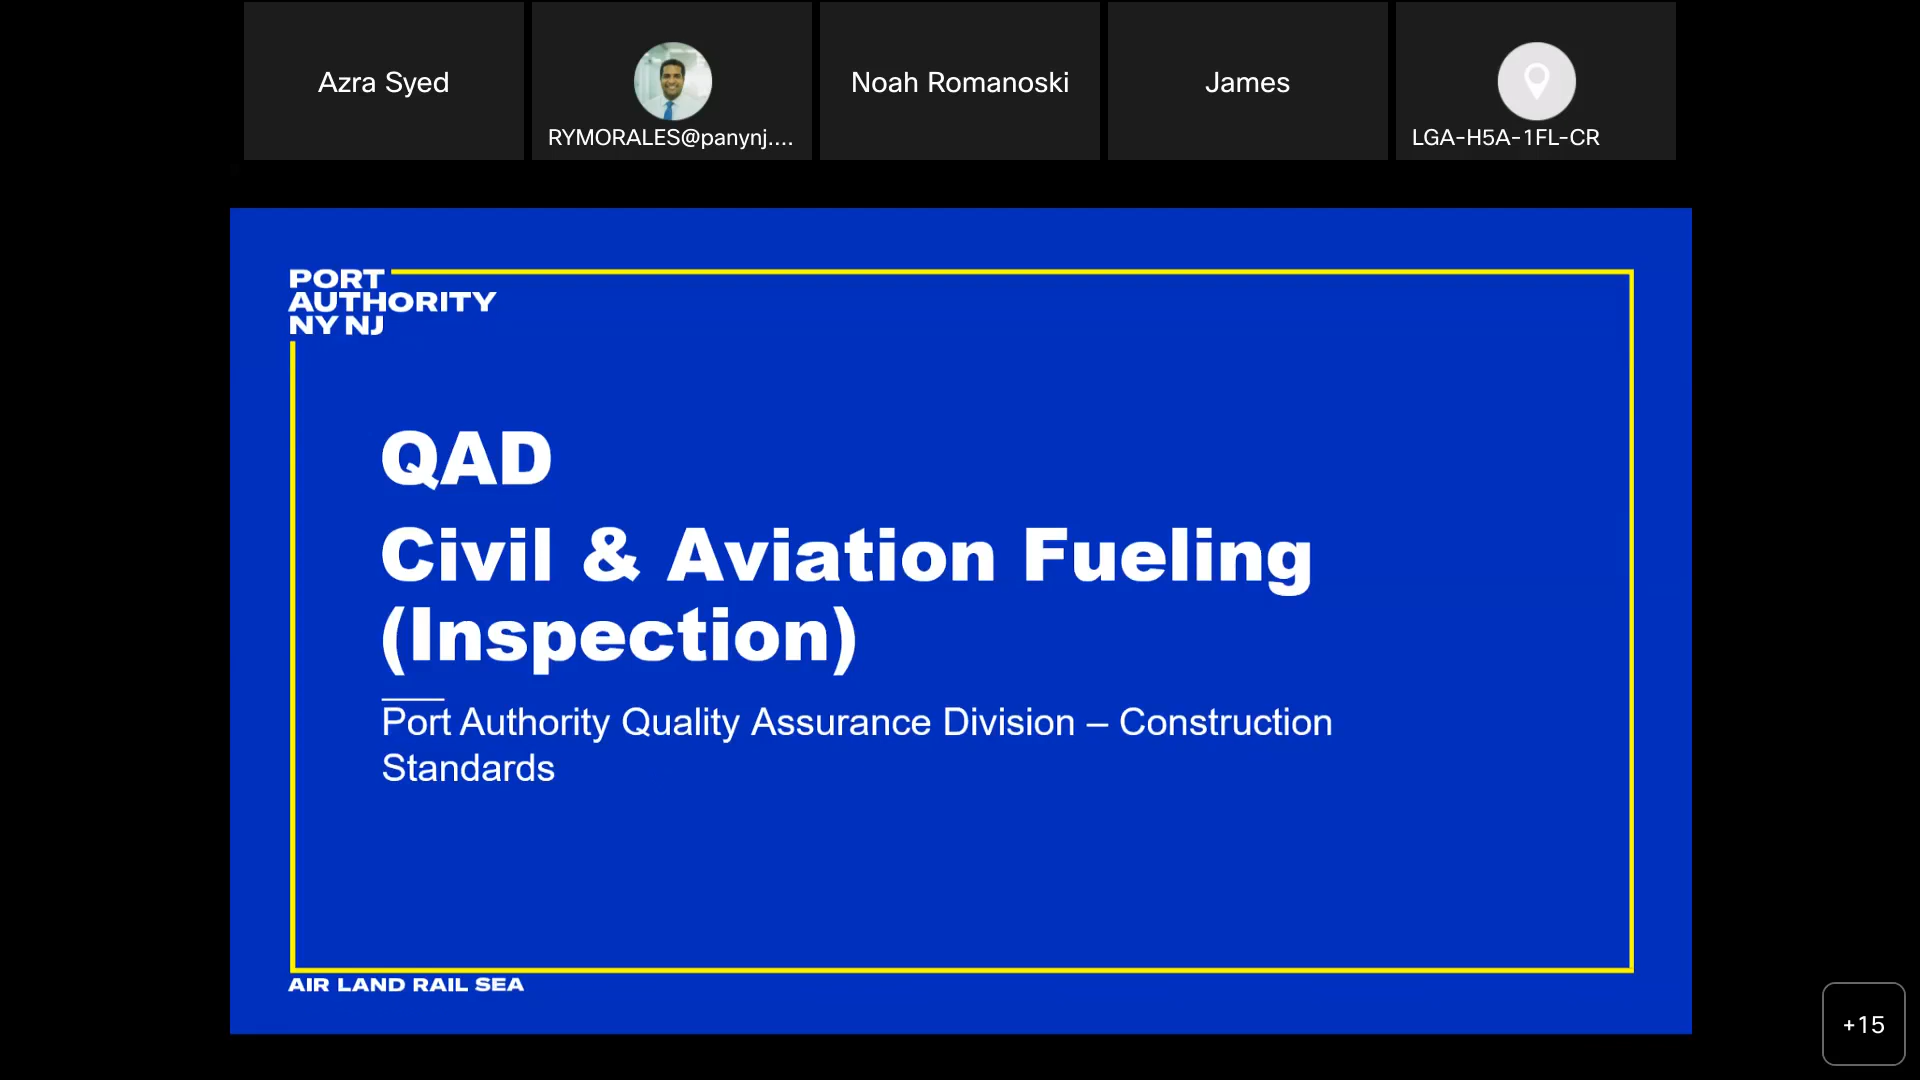 Azra Syed
RYMORALES@panynj....
Noah Romanoski
James
LGA-H5A-1FL-CR
PORT
AUTHORITY
NY NJ
QAD
Civil & Aviation Fueling
(Inspection)
Port Authority Quality Assurance Division – Construction
Standards
AIR LAND RAIL SEA
+15